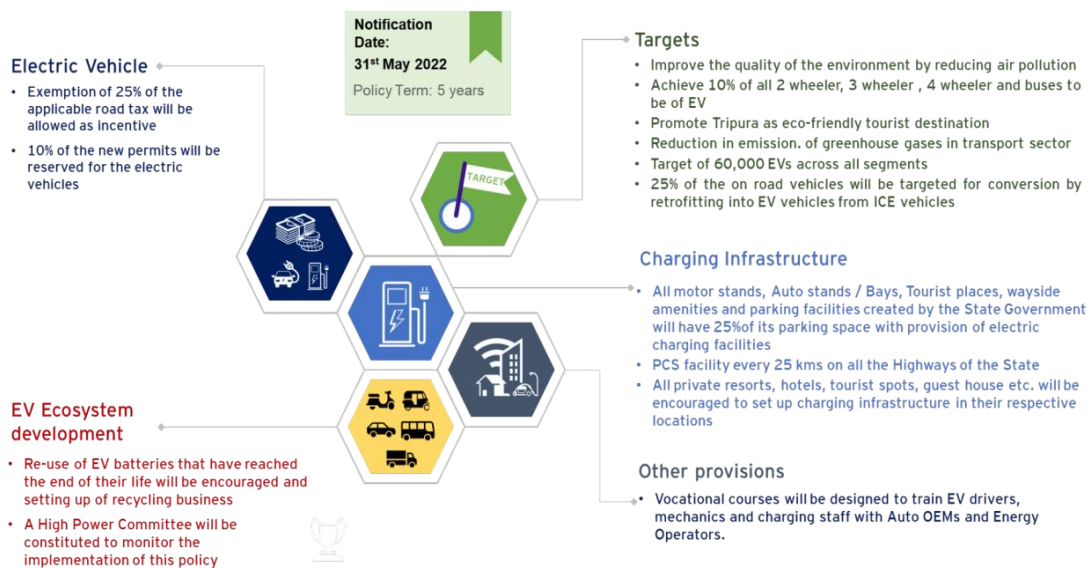 Notification
Date:
31st May 2022
Policy Term: 5 years
Electric Vehicle
• Exemption of 25% of the
applicable road tax will be
allowed as incentive
• 10% of the new permits will be
reserved for the electric
vehicles
TARGET
Targets
• Improve the quality of the environment by reducing air pollution
• Achieve 10% of all 2 wheeler, 3 wheeler , 4 wheeler and buses to
be of EV
• Promote Tripura as eco-friendly tourist destination
• Reduction in emission. of greenhouse gases in transport sector
• Target of 60,000 EVs across all segments
• 25% of the on road vehicles will be targeted for conversion by
retrofitting into EV vehicles from ICE vehicles
Charging Infrastructure
• All motor stands, Auto stands / Bays, Tourist places, wayside
amenities and parking facilities created by the State Government
will have 25%of its parking space with provision of electric
charging facilities
• PCS facility every 25 kms on all the Highways of the State
• All private resorts, hotels, tourist spots, guest house etc. will be
encouraged to set up charging infrastructure in their respective
locations
EV Ecosystem
development
• Re-use of EV batteries that have reached
the end of their life will be encouraged and
setting up of recycling business
• A High Power Committee will be
constituted to monitor the
implementation of this policy
Other provisions
• Vocational courses will be designed to train EV drivers,
mechanics and charging staff with Auto OEMs and Energy
Operators.